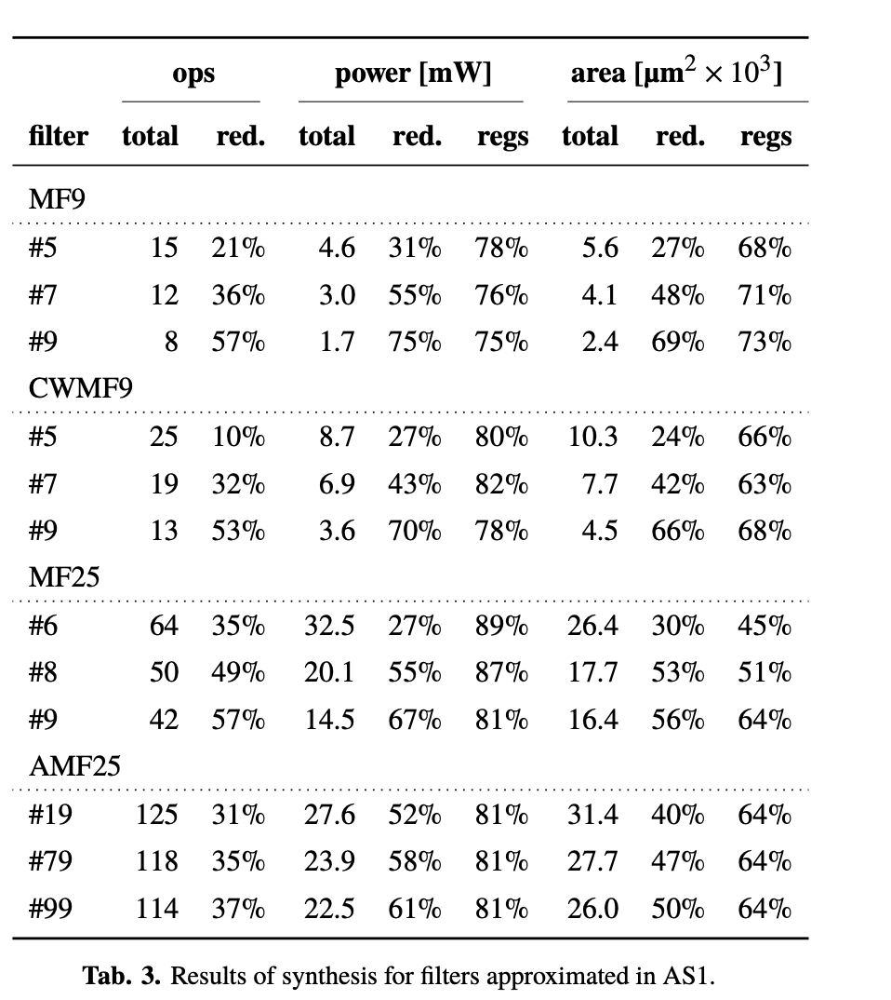 ops power [mW] area [µm² × 10³]
filter total red. total red. regs total red. regs
MF9
#5 15 21% 4.6 31% 78% 5.6 27% 68%
#7 12 36% 3.0 55% 76% 4.1 48% 71%
#9 8 57% 1.7 75% 75% 2.4 69% 73%
CWMF9
#5 25 10% 8.7 27% 80% 10.3 24% 66%
#7 19 32% 6.9 43% 82% 7.7 42% 63%
#9 13 53% 3.6 70% 78% 4.5 66% 68%
MF25
#6 64 35% 32.5 27% 89% 26.4 30% 45%
#8 50 49% 20.1 55% 87% 17.7 53% 51%
#9 42 57% 14.5 67% 81% 16.4 56% 64%
AMF25
#19 125 31% 27.6 52% 81% 31.4 40% 64%
#79 118 35% 23.9 58% 81% 27.7 47% 64%
#99 114 37% 22.5 61% 81% 26.0 50% 64%
Tab. 3. Results of synthesis for filters approximated in AS1.